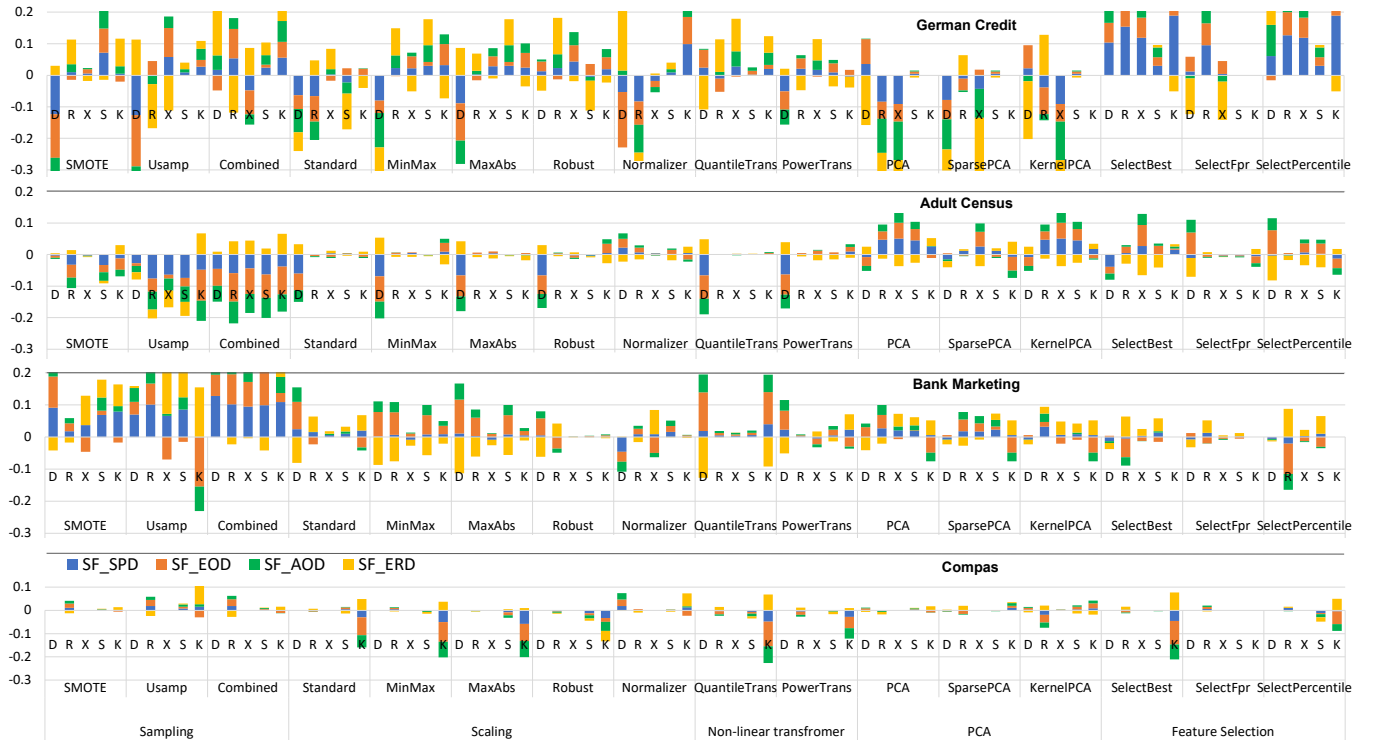 0.2
German Credit
0.1
0
-0.1
D R X S K D R X S K D R X S K D R X S K D R X S K D R X S K D R X S K D R X S K D R X S K D R X S K D R X S K D R X S K D R X S K D R X S K D R X S K D R X S K
-0.2
SMOTE Usamp Combined Standard MinMax MaxAbs Robust Normalizer QuantileTrans PowerTrans PCA SparsePCA KernelPCA SelectBest SelectFpr SelectPercentile
-0.3
0.2
Adult Census
0.1
0
-0.1
D R X S K D R X S K D R X S K D R X S K D R X S K D R X S K D R X S K D R X S K D R X S K D R X S K D R X S K D R X S K D R X S K D R X S K D R X S K D R X S K
-0.2
SMOTE Usamp Combined Standard MinMax MaxAbs Robust Normalizer QuantileTrans PowerTrans PCA SparsePCA KernelPCA SelectBest SelectFpr SelectPercentile
-0.3
0.2
Bank Marketing
0.1
0
-0.1
D R X S K D R X S K D R X S K D R X S K D R X S K D R X S K D R X S K D R X S K D R X S K D R X S K D R X S K D R X S K D R X S K D R X S K D R X S K D R X S K
-0.2
SMOTE Usamp Combined Standard MinMax MaxAbs Robust Normalizer QuantileTrans PowerTrans PCA SparsePCA KernelPCA SelectBest SelectFpr SelectPercentile
-0.3
SF_SPD SF_EOD SF_AOD SF_ERD
Compas
0.1
0
-0.1
D R X S K D R X S K D R X S K D R X S K D R X S K D R X S K D R X S K D R X S K D R X S K D R X S K D R X S K D R X S K D R X S K D R X S K D R X S K D R X S K
-0.2
-0.3
SMOTE Usamp Combined Standard MinMax MaxAbs Robust Normalizer QuantileTrans PowerTrans PCA SparsePCA KernelPCA SelectBest SelectFpr SelectPercentile
Sampling Scaling Non-linear transfromer PCA Feature Selection